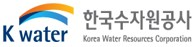 K water
한국수자원공사
Korea Water Resources Corporation